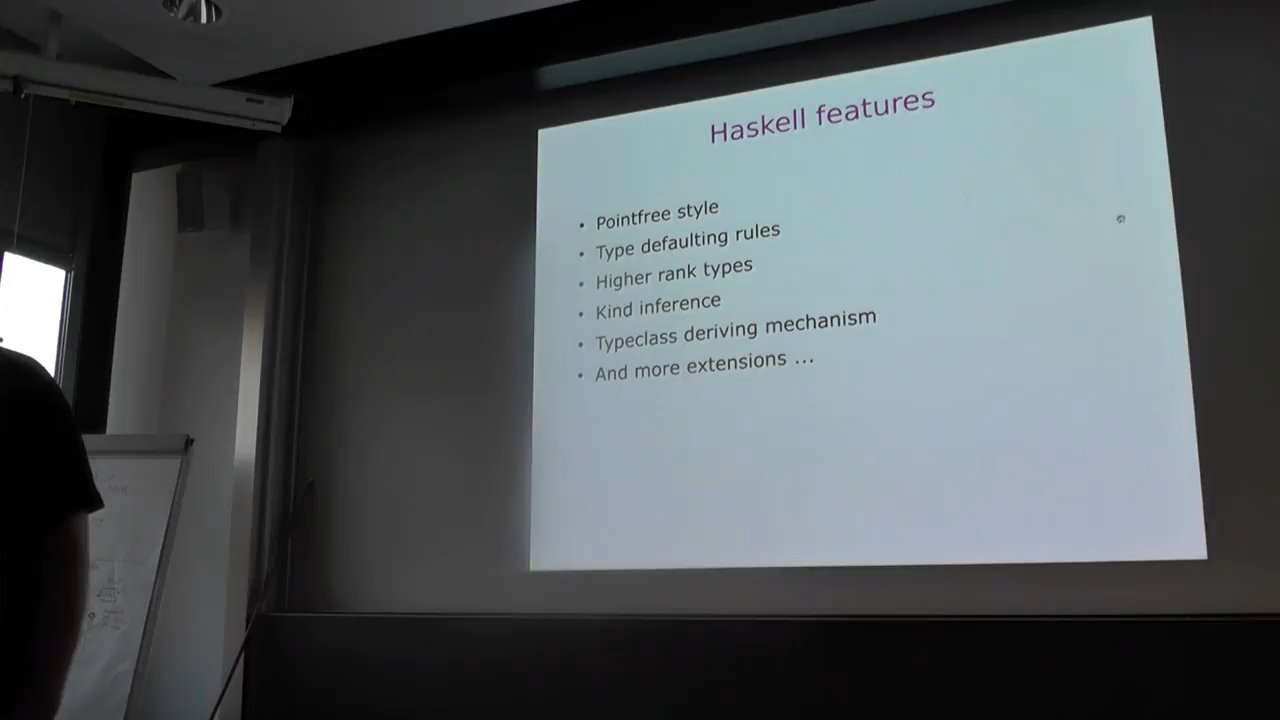 Haskell features
• Pointfree style
• Type defaulting rules
• Higher rank types
• Kind inference
• Typeclass deriving mechanism
• And more extensions ...